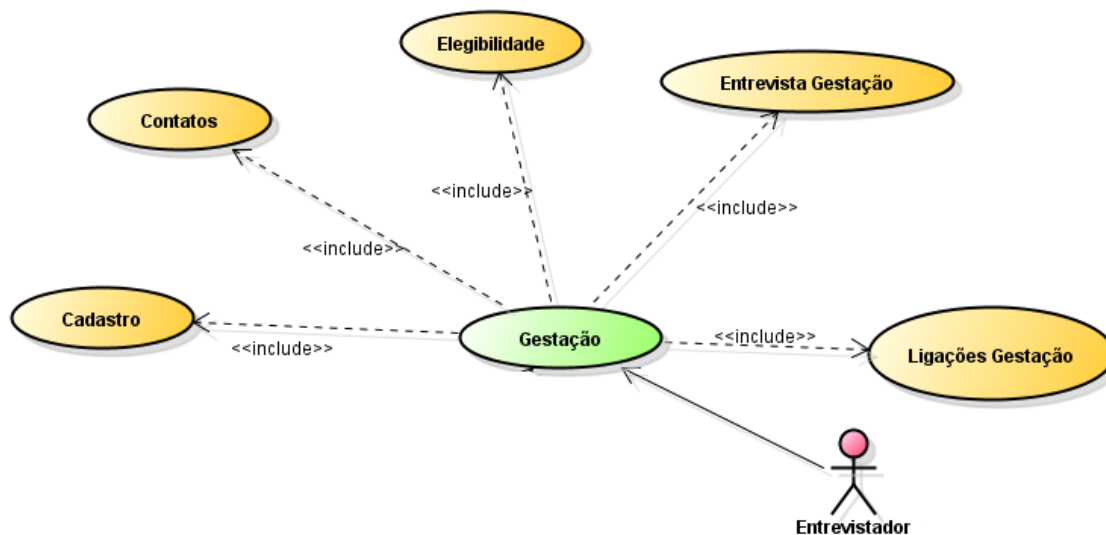 Elegibilidade
Entrevista Gestação
Contatos
<<include>>
<<include>>
<<include>>
Cadastro
<<include>>
Gestação
<<include>>
Ligações Gestação
Entrevistador